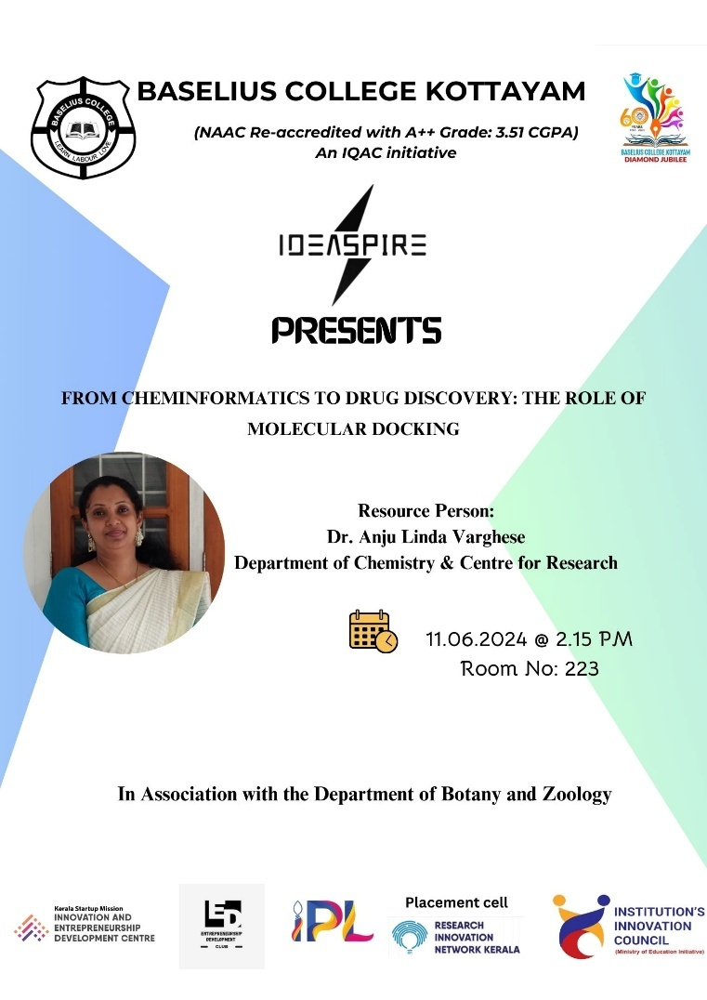 BASELIUS COLLEGE KOTTAYAM
BASELIUS COLLEGE
LEARN LABOUR LOVE
(NAAC Re-accredited with A++ Grade: 3.51 CGPA)
An IQAC initiative
60
YEARS
BASELIUS COLLEGE KOTTAYAM
DIAMOND JUBILEE
IDEASPIRE
PRESENTS
FROM CHEMINFORMATICS TO DRUG DISCOVERY: THE ROLE OF
MOLECULAR DOCKING
Resource Person:
Dr. Anju Linda Varghese
Department of Chemistry & Centre for Research
11.06.2024 @ 2.15 PM
Room No: 223
In Association with the Department of Botany and Zoology
Kerala Startup Mission
INNOVATION AND
ENTREPRENEURSHIP
DEVELOPMENT CENTRE
ED
ENTREPRENEURSHIP
DEVELOPMENT
CLUB
IPL
Placement cell
RESEARCH
INNOVATION
NETWORK KERALA
INSTITUTION'S
INNOVATION
COUNCIL
(Ministry of Education Initiative)